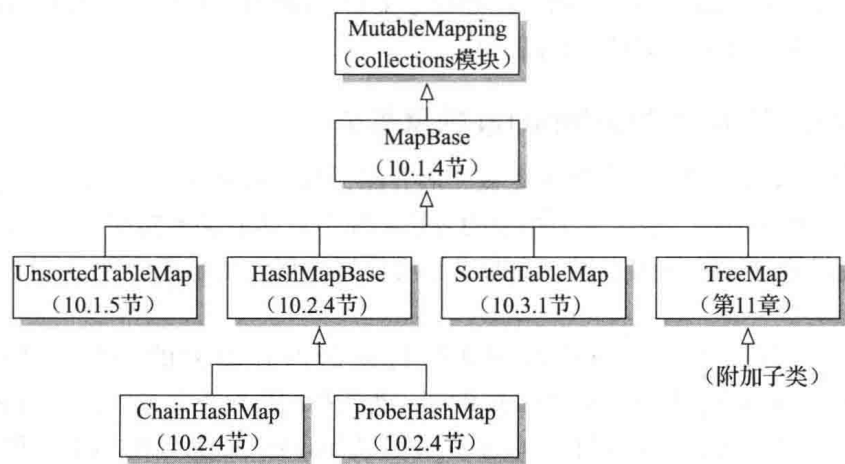 MutableMapping
（collections模块）
MapBase
（10.1.4节）
UnsortedTableMap
（10.1.5节）
HashMapBase
（10.2.4节）
SortedTableMap
（10.3.1节）
TreeMap
（第11章）
（附加子类）
ChainHashMap
（10.2.4节）
ProbeHashMap
（10.2.4节）